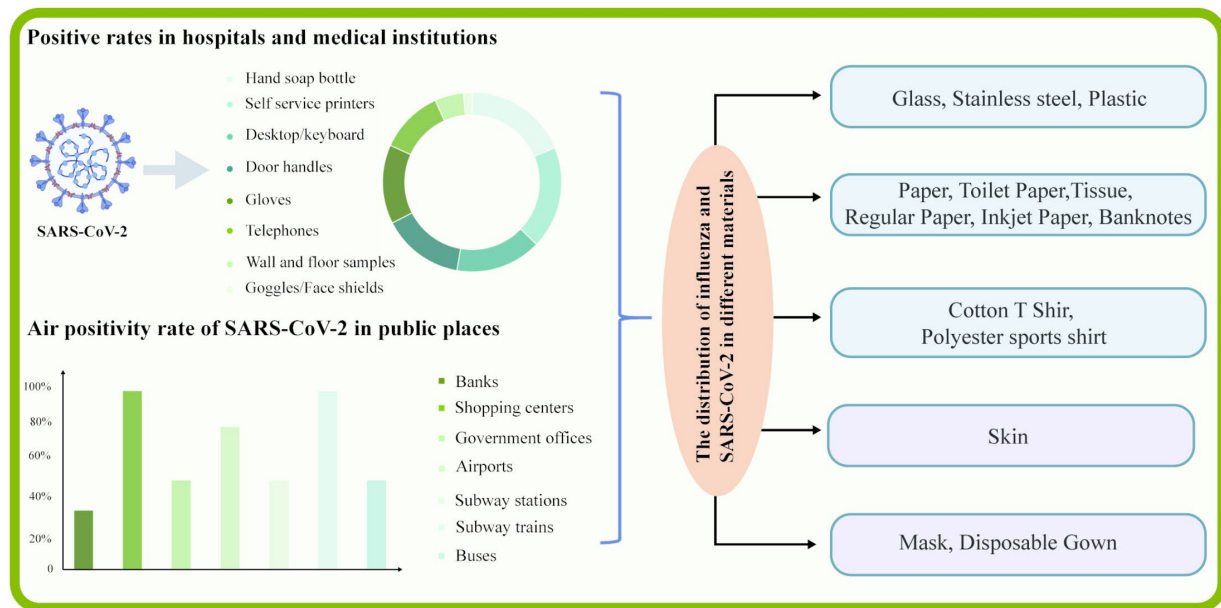 Positive rates in hospitals and medical institutions
SARS-CoV-2
Hand soap bottle
Self service printers
Desktop/keyboard
Door handles
Gloves
Telephones
Wall and floor samples
Goggles/Face shields
Air positivity rate of SARS-CoV-2 in public places
100%
80%
60%
40%
20%
0
Banks
Shopping centers
Government offices
Airports
Subway stations
Subway trains
Buses
The distribution of influenza and
SARS-CoV-2 in different materials
Glass, Stainless steel, Plastic
Paper, Toilet Paper,Tissue,
Regular Paper, Inkjet Paper, Banknotes
Cotton T Shir,
Polyester sports shirt
Skin
Mask, Disposable Gown